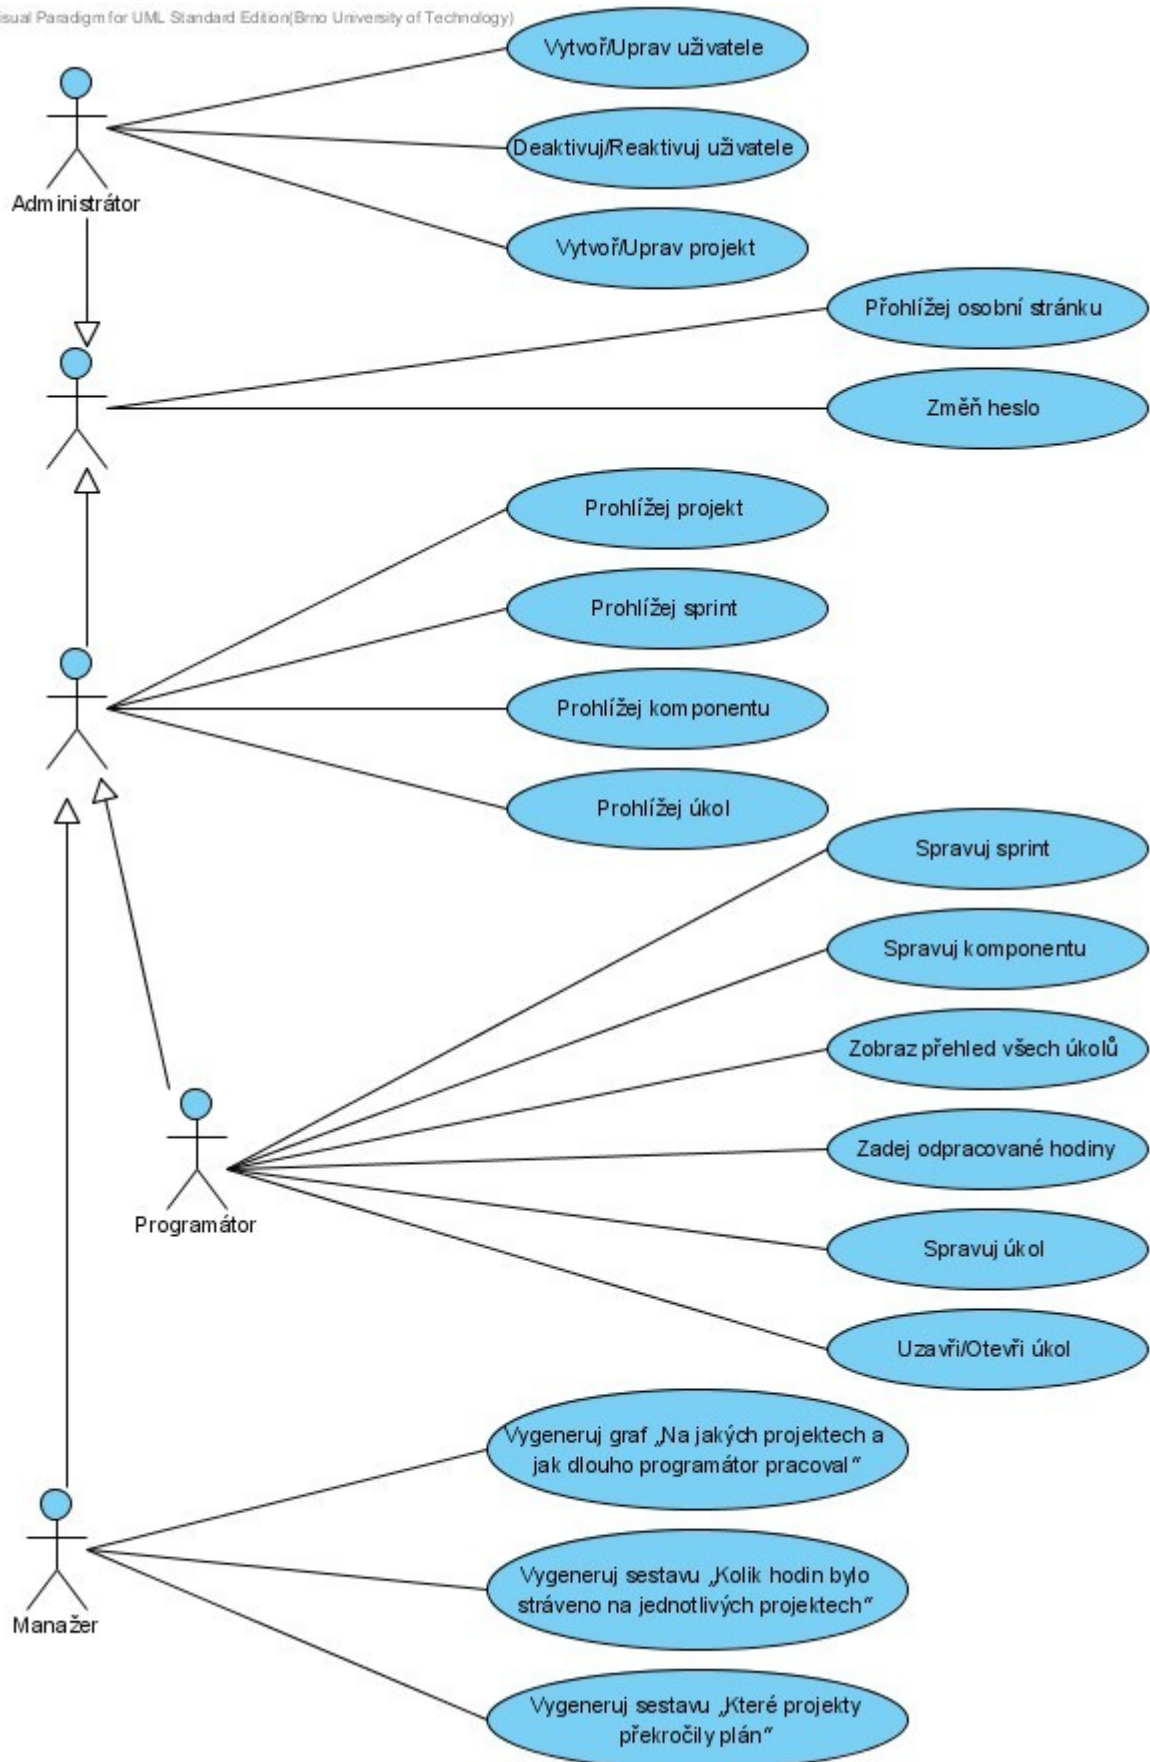 isual Paradigm for UML Standard Edition(Brno University of Technology)
Vytvoř/Uprav uživatele
Deaktivuj/Reaktivuj uživatele
Administrátor
Vytvoř/Uprav projekt
Přohlížej osobní stránku
Změň heslo
Prohlížej projekt
Prohlížej sprint
Prohlížej komponentu
Prohlížej úkol
Spravuj sprint
Spravuj komponentu
Zobraz přehled všech úkolů
Zadej odpracované hodiny
Programátor
Spravuj úkol
Uzavři/Otevři úkol
Vygeneruj graf „Na jakých projektech a
jak dlouho programátor pracoval“
Vygeneruj sestavu „Kolik hodin bylo
stráveno na jednotlivých projektech“
Manažer
Vygeneruj sestavu „Které projekty
překročily plán“